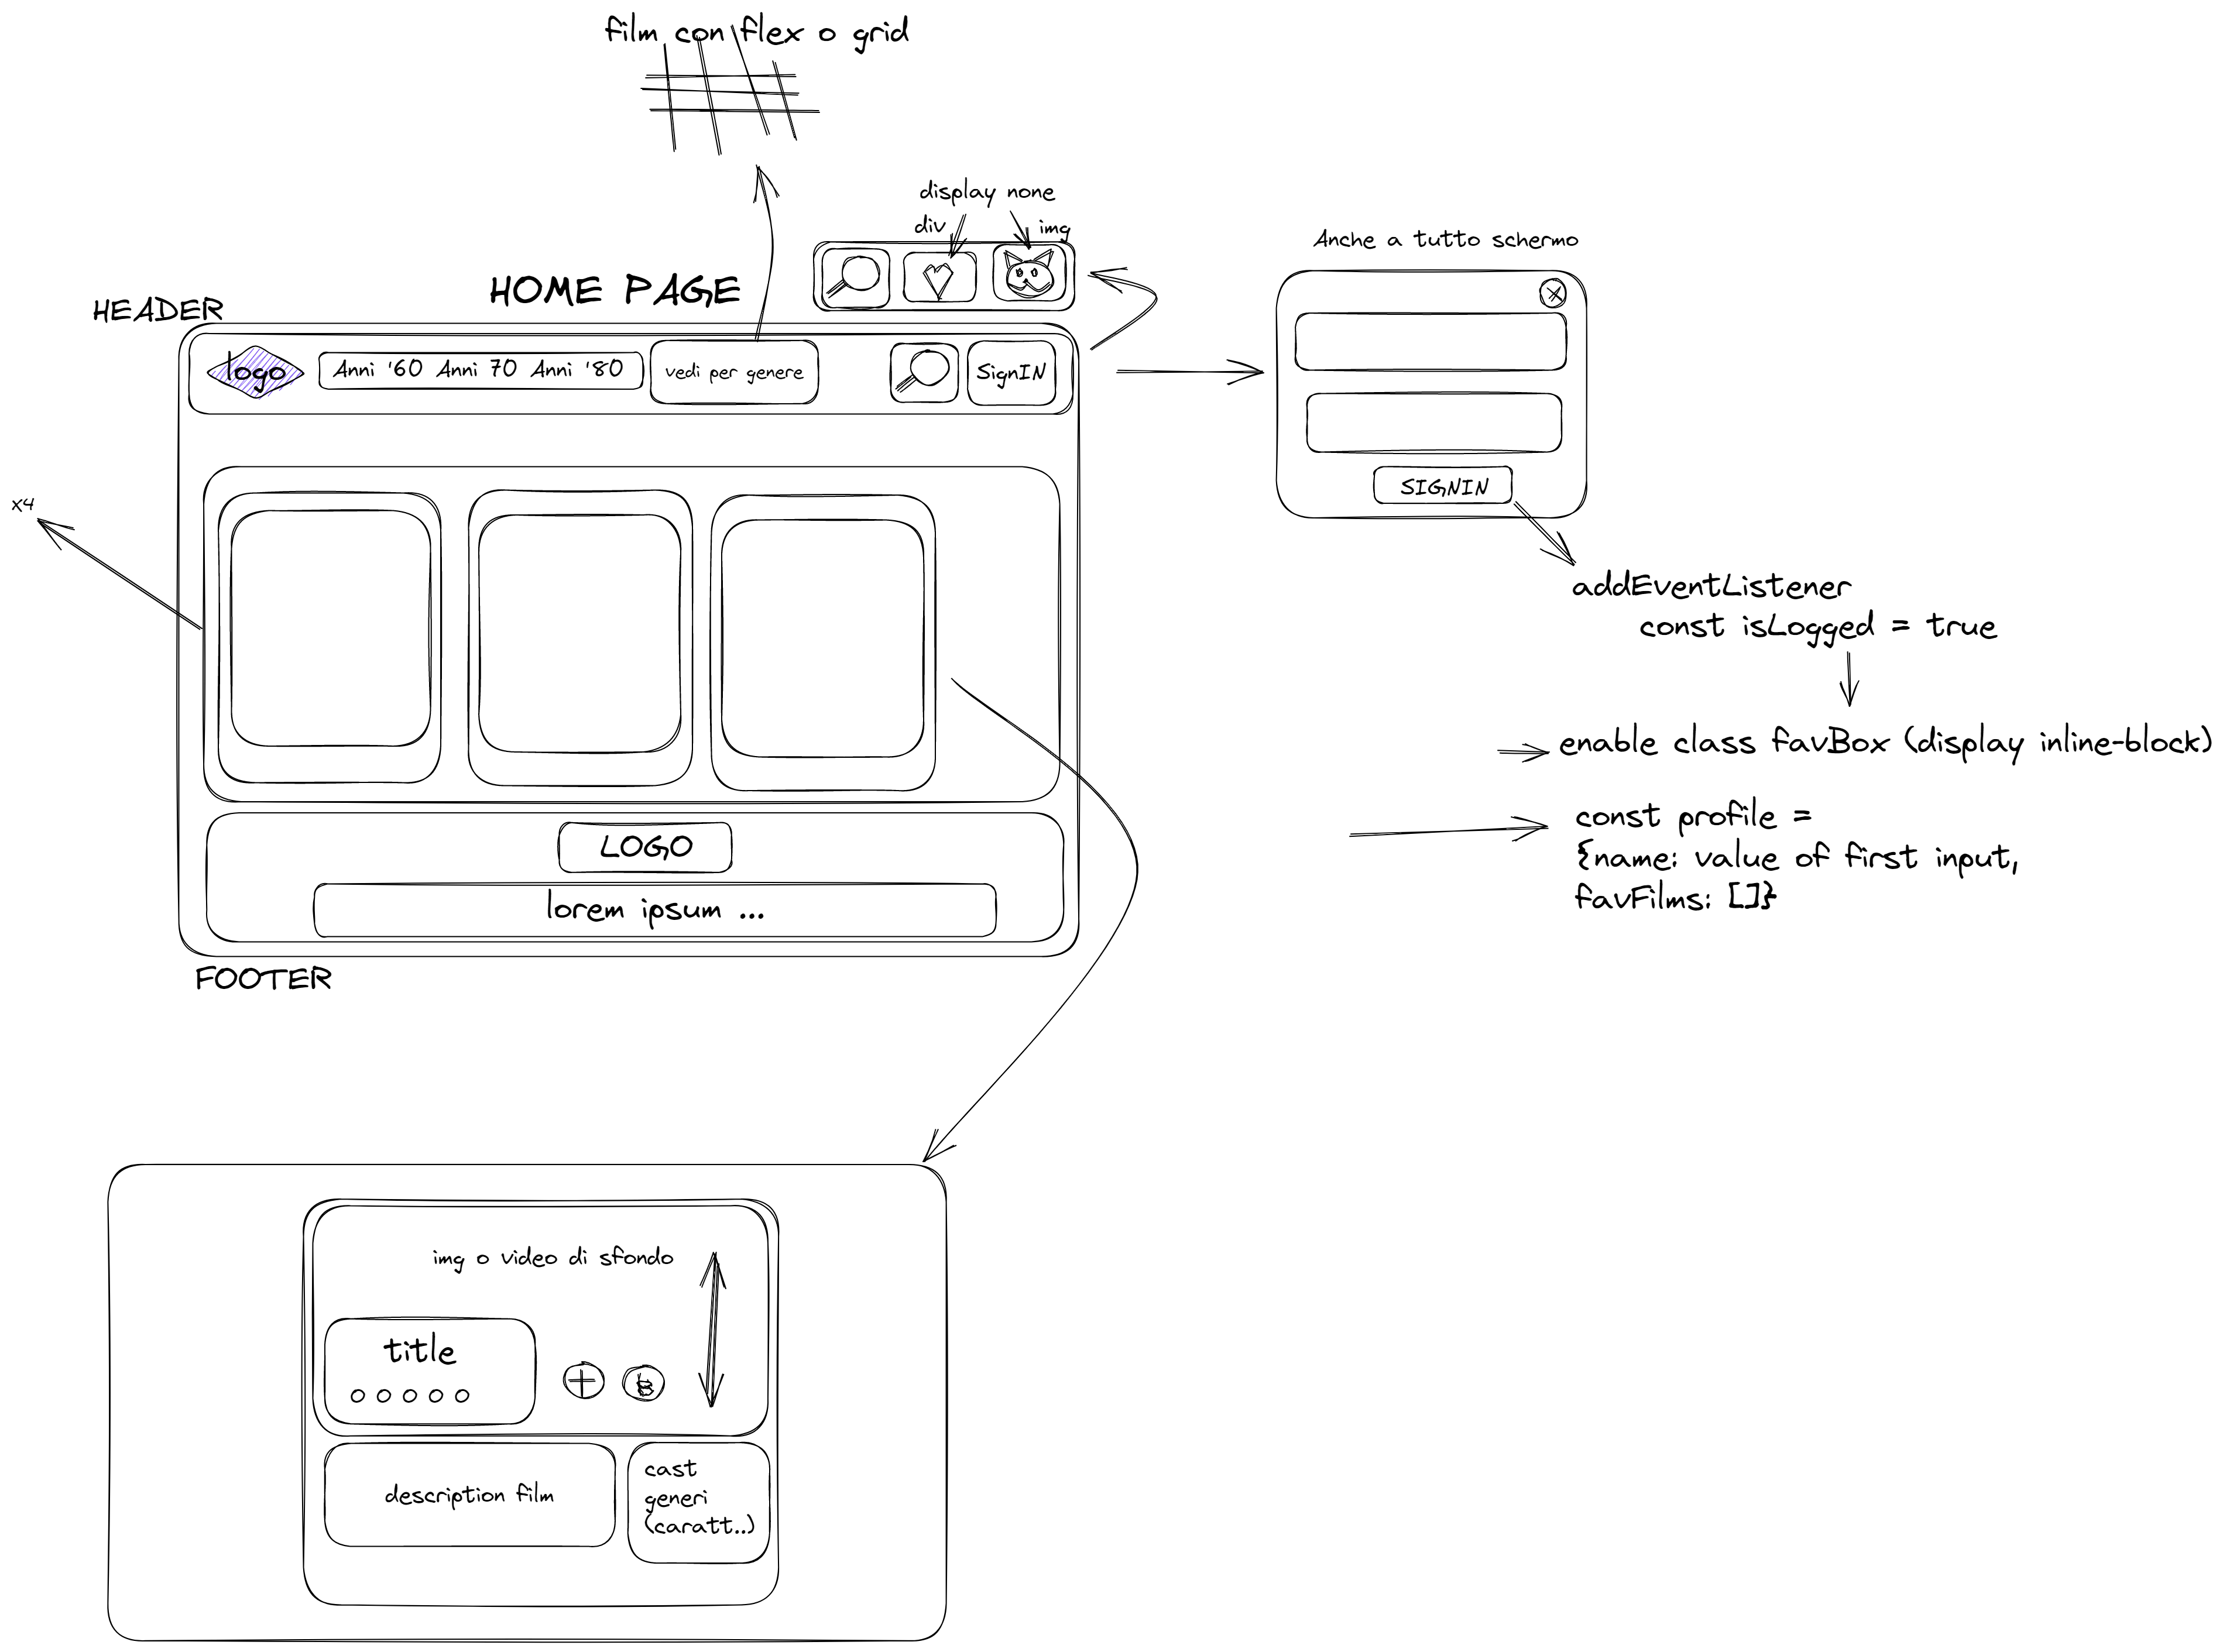 film con flex o grid
display none
div
img
Anche a tutto schermo
HOME PAGE
HEADER
logo
Anni '60 Anni 70 Anni '80
vedi per genere
SignIN
SIGNIN
x4
addEventListener
const isLogged = true
enable class favBox (display inline-block)
const profile =
{name: value of first input,
favFilms: []}
LOGO
lorem ipsum ...
FOOTER
img o video di sfondo
title
description film
cast
generi
(caratt..)